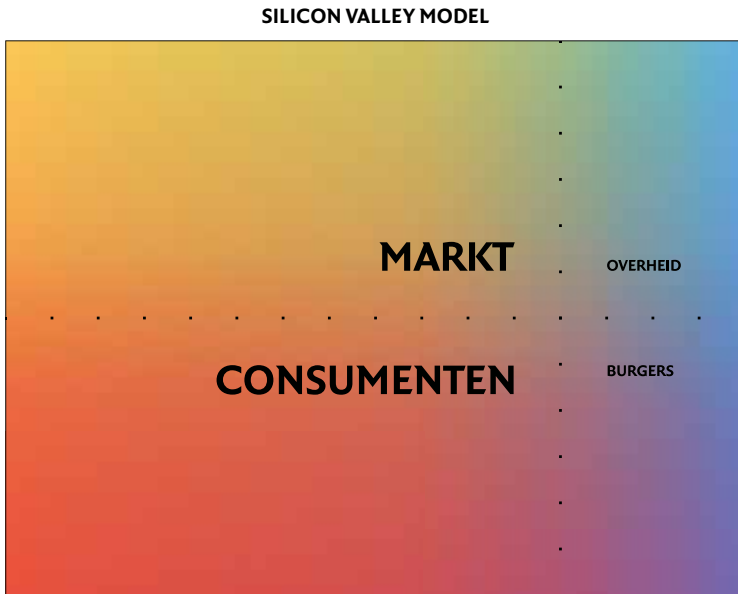 SILICON VALLEY MODEL
MARKT
OVERHEID
CONSUMENTEN
BURGERS